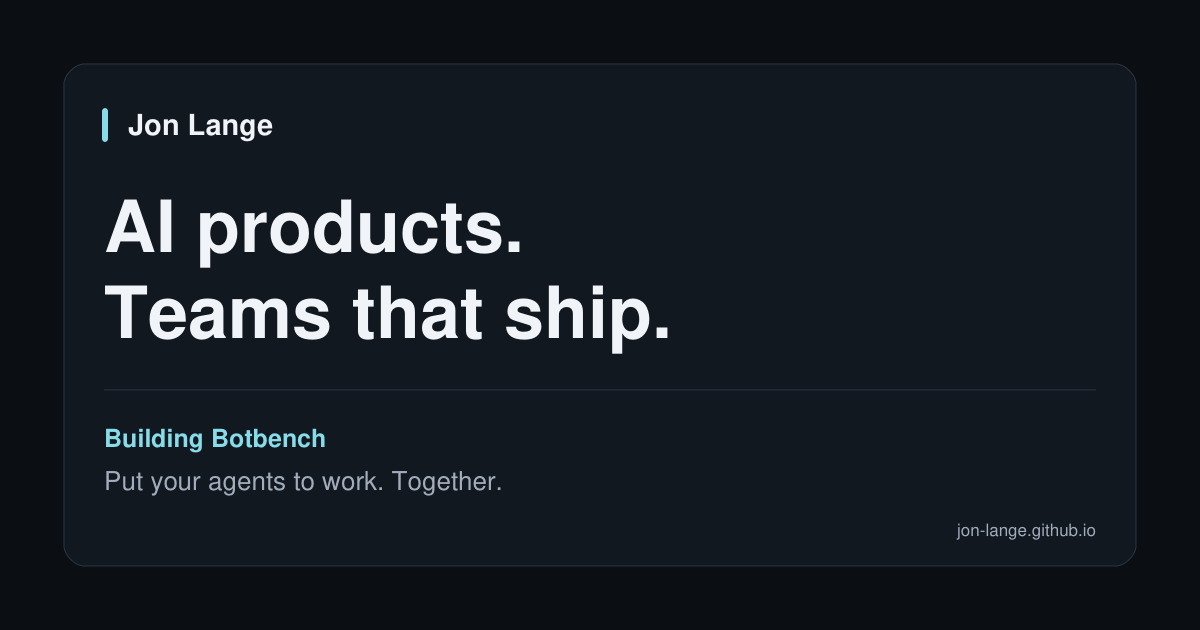 Jon Lange
AI products.
Teams that ship.
Building Botbench
Put your agents to work. Together.
jon-lange.github.io